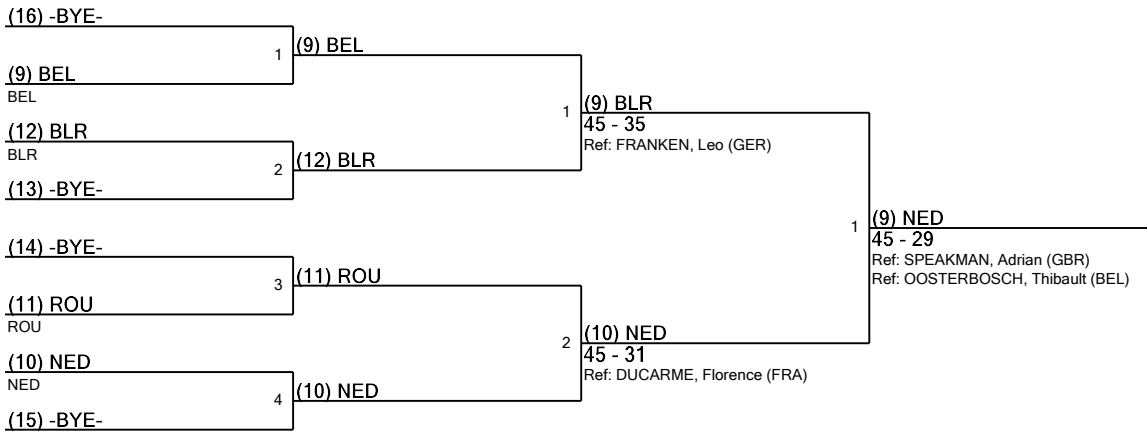 (16) -BYE-
1
(9) BEL
(9) BEL
BEL
1
(9) BLR
45 - 35
Ref: FRANKEN, Leo (GER)
(12) BLR
BLR
2
(12) BLR
(13) -BYE-
1
(9) NED
45 - 29
Ref: SPEAKMAN, Adrian (GBR)
Ref: OOSTERBOSCH, Thibault (BEL)
(14) -BYE-
3
(11) ROU
(11) ROU
ROU
2
(10) NED
45 - 31
Ref: DUCARME, Florence (FRA)
(10) NED
NED
4
(10) NED
(15) -BYE-